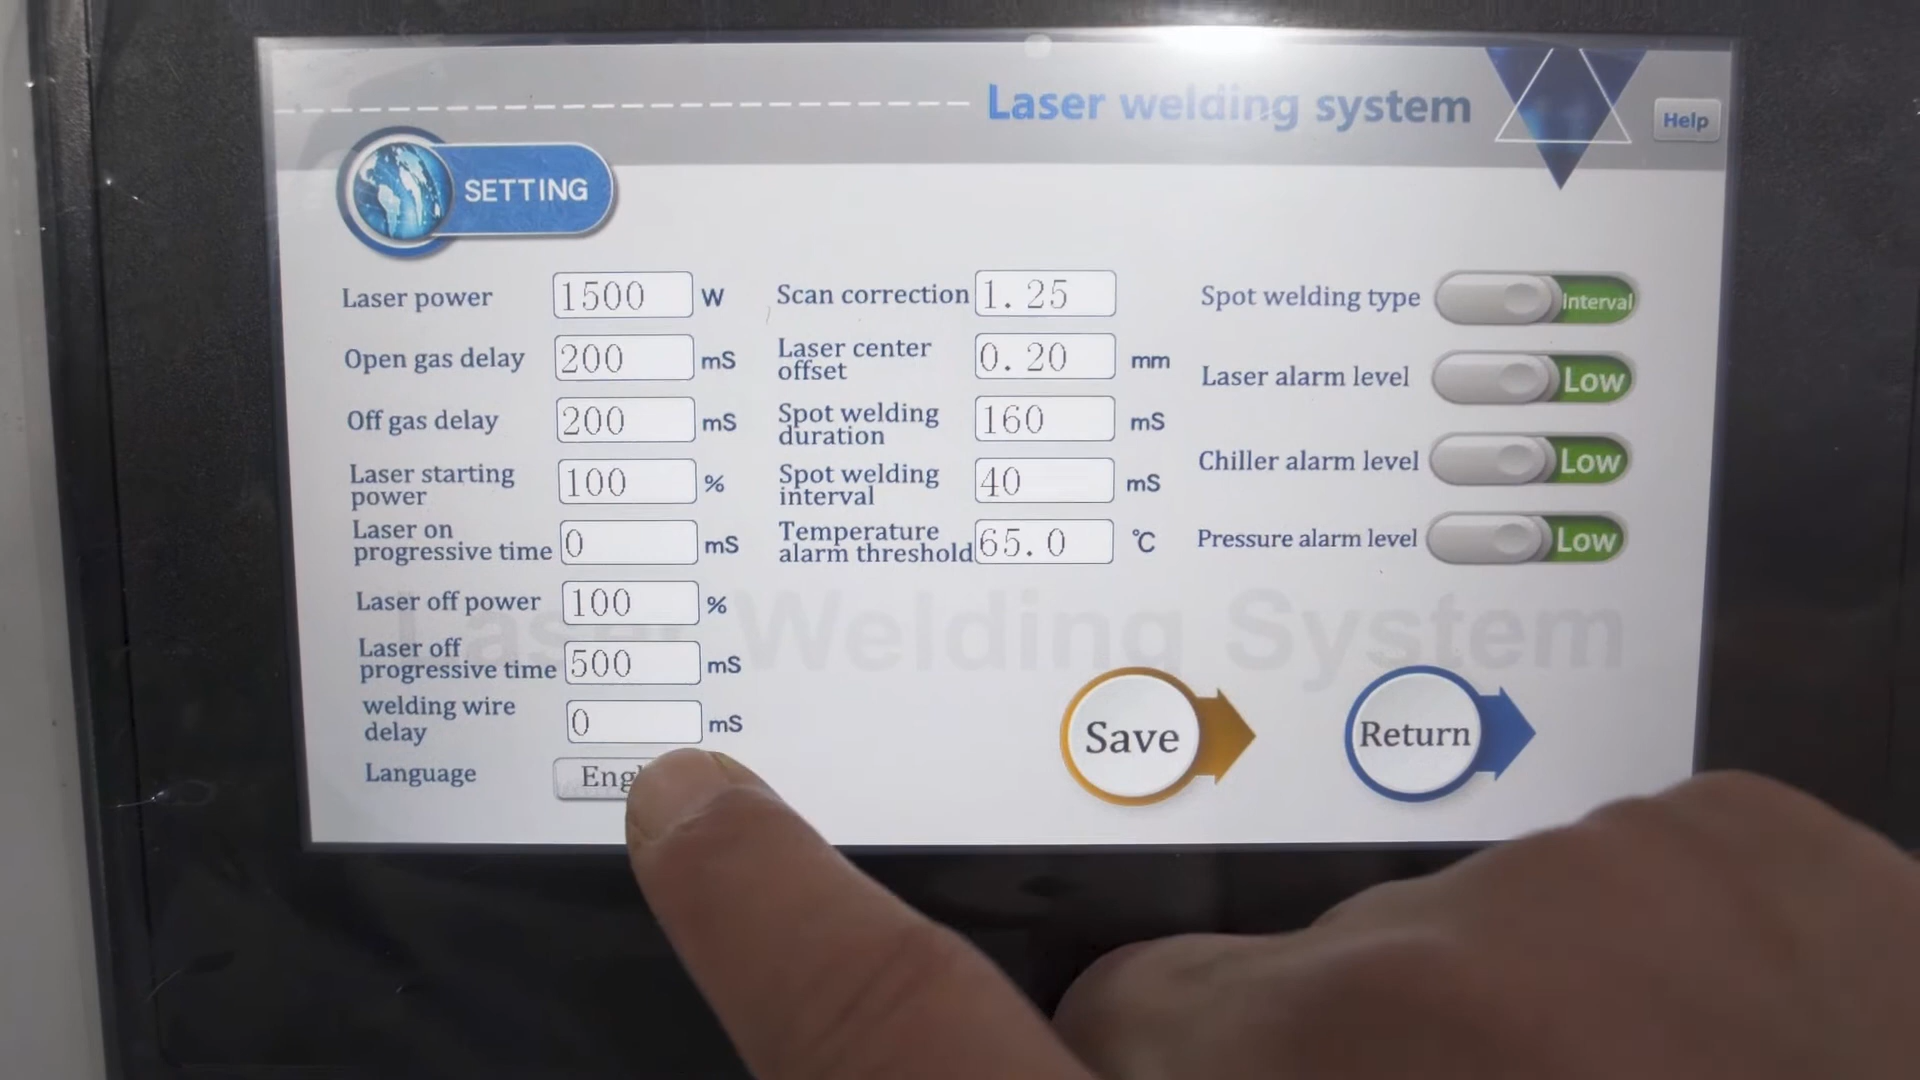 Laser welding system
Help
SETTING
Laser power 1500 W
Open gas delay 200 mS
Off gas delay 200 mS
Laser starting
power 100 %
Laser on
progressive time 0 mS
Laser off power 100 %
Laser off
progressive time 500 mS
welding wire
delay 0 mS
Language
Scan correction 1.25
Laser center
offset 0.20 mm
Spot welding
duration 160 mS
Spot welding
interval 40 mS
Temperature
alarm threshold 65.0 ℃
Spot welding type Interval
Laser alarm level Low
Chiller alarm level Low
Pressure alarm level Low
Laser Welding System
Save
Return